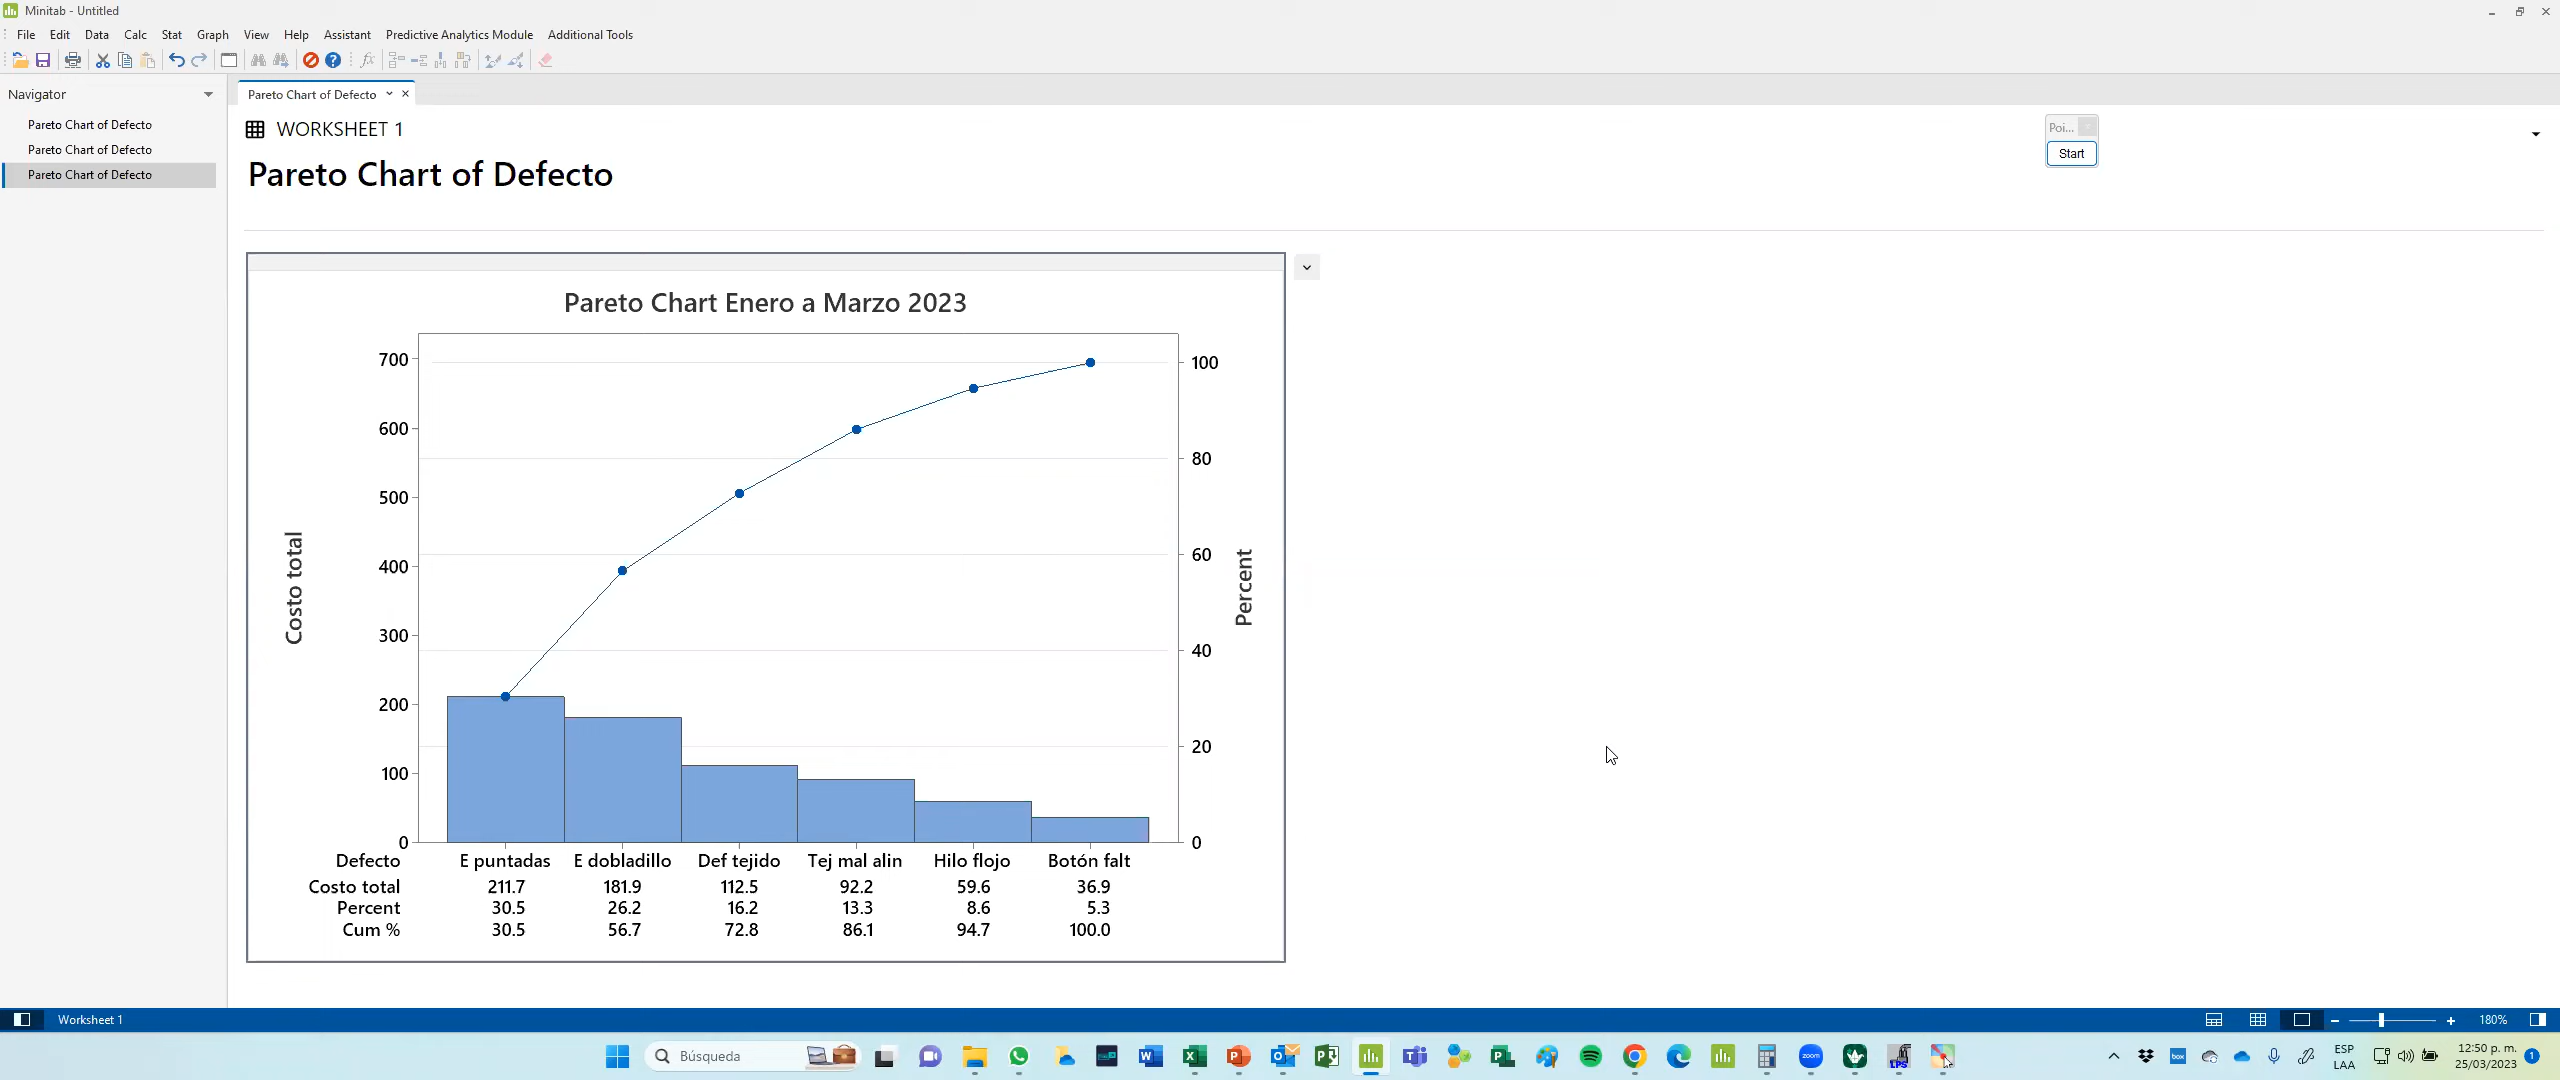 Minitab - Untitled
File Edit Data Calc Stat Graph View Help Assistant Predictive Analytics Module Additional Tools
Navigator
Pareto Chart of Defecto
Pareto Chart of Defecto
Pareto Chart of Defecto
Pareto Chart of Defecto
WORKSHEET 1
Poi...
Start
Pareto Chart of Defecto
Pareto Chart Enero a Marzo 2023
700
600
500
400
300
200
100
0
Costo total
100
80
60
40
20
0
Percent
Defecto E puntadas E dobladillo Def tejido Tej mal alin Hilo flojo Botón falt
Costo total 211.7 181.9 112.5 92.2 59.6 36.9
Percent 30.5 26.2 16.2 13.3 8.6 5.3
Cum % 30.5 56.7 72.8 86.1 94.7 100.0
Worksheet 1
180%
Búsqueda
zoom
LPS
box
ESP
LAA
12:50 p. m.
25/03/2023
1